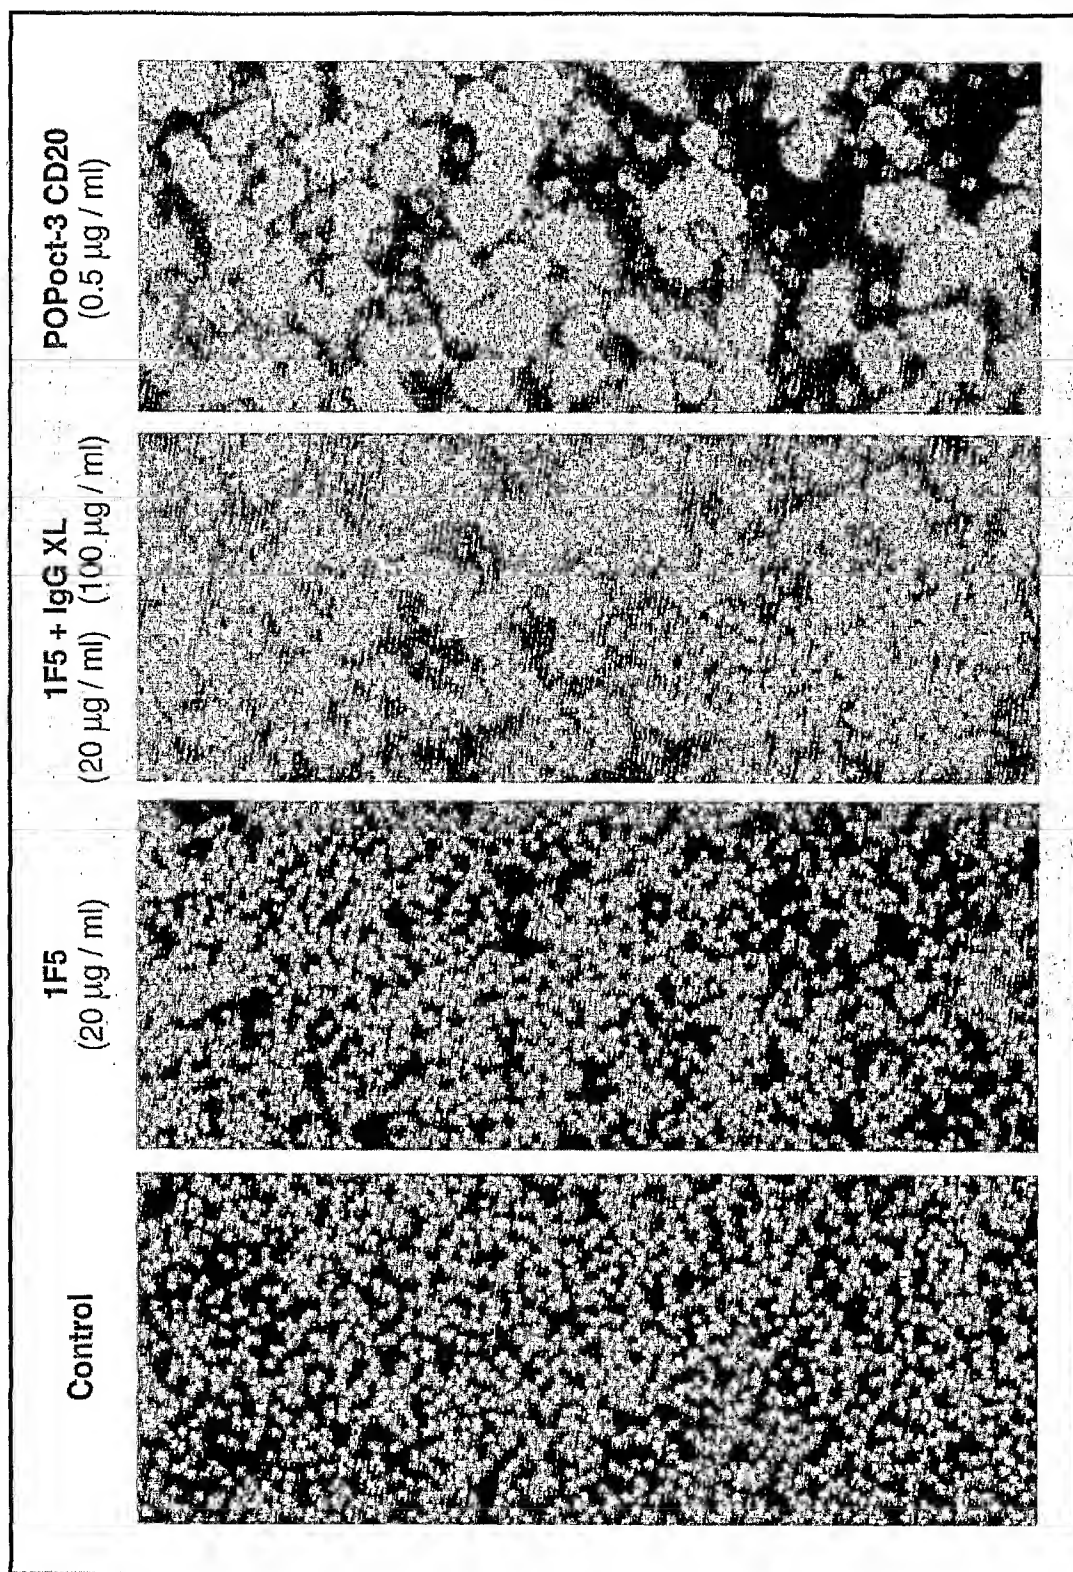 Control
1F5
(20 µg / ml)
1F5 + IgG XL
(20 µg / ml) (100 µg / ml)
POPoct-3 CD20
(0.5 µg / ml)